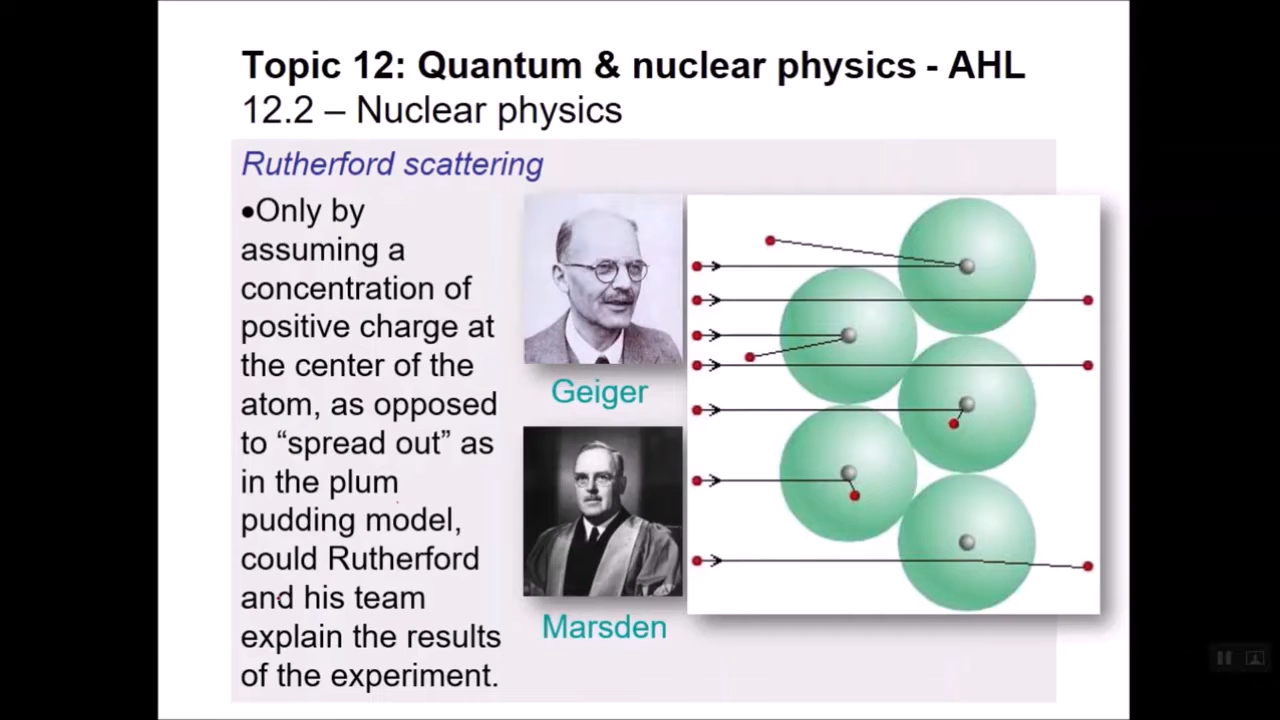 Topic 12: Quantum & nuclear physics - AHL
12.2 – Nuclear physics
Rutherford scattering
•Only by
assuming a
concentration of
positive charge at
the center of the
atom, as opposed
to “spread out” as
in the plum
pudding model,
could Rutherford
and his team
explain the results
of the experiment.
Geiger
Marsden